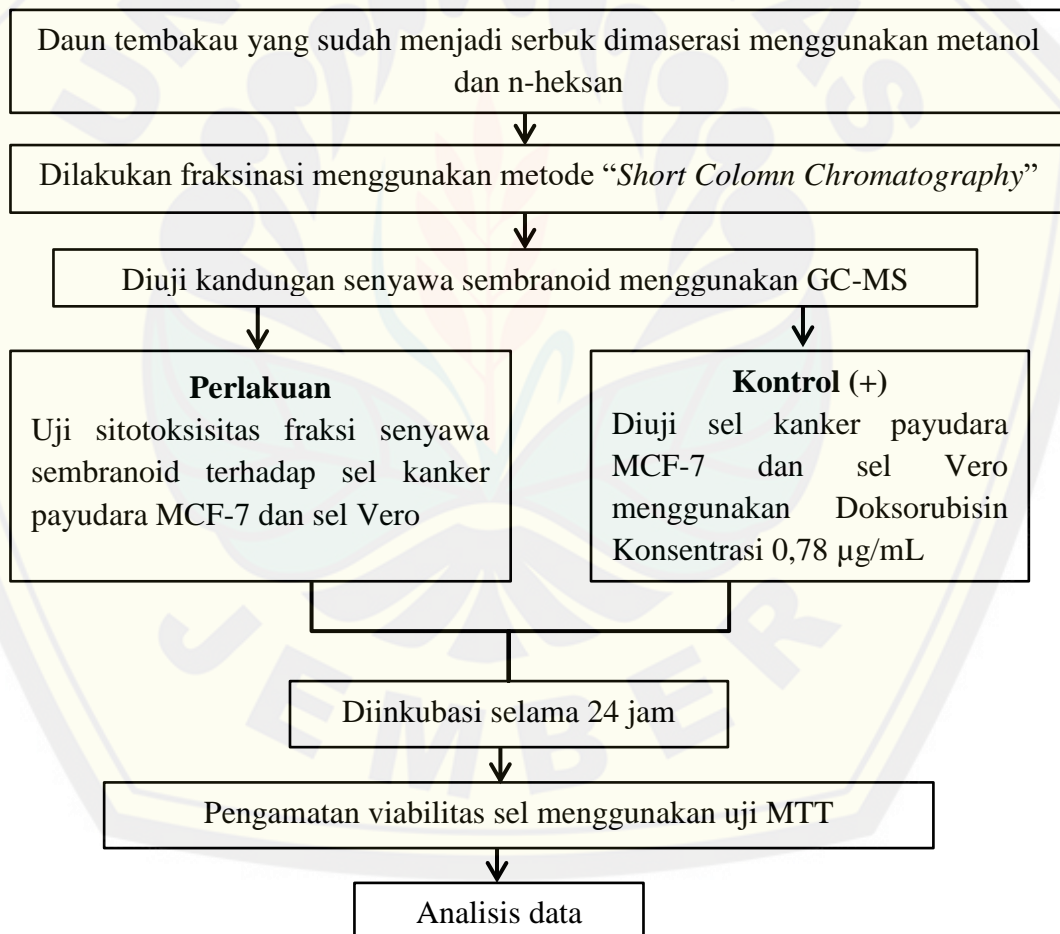 Daun tembakau yang sudah menjadi serbuk dimaserasi menggunakan metanol
dan n-heksan
Dilakukan fraksinasi menggunakan metode “Short Colomn Chromatography”
Diuji kandungan senyawa sembranoid menggunakan GC-MS
Perlakuan
Uji sitotoksisitas fraksi senyawa
sembranoid terhadap sel kanker
payudara MCF-7 dan sel Vero
Kontrol (+)
Diuji sel kanker payudara
MCF-7 dan sel Vero
menggunakan Doksorubisin
Konsentrasi 0,78 µg/mL
Diinkubasi selama 24 jam
Pengamatan viabilitas sel menggunakan uji MTT
Analisis data
JEMBER